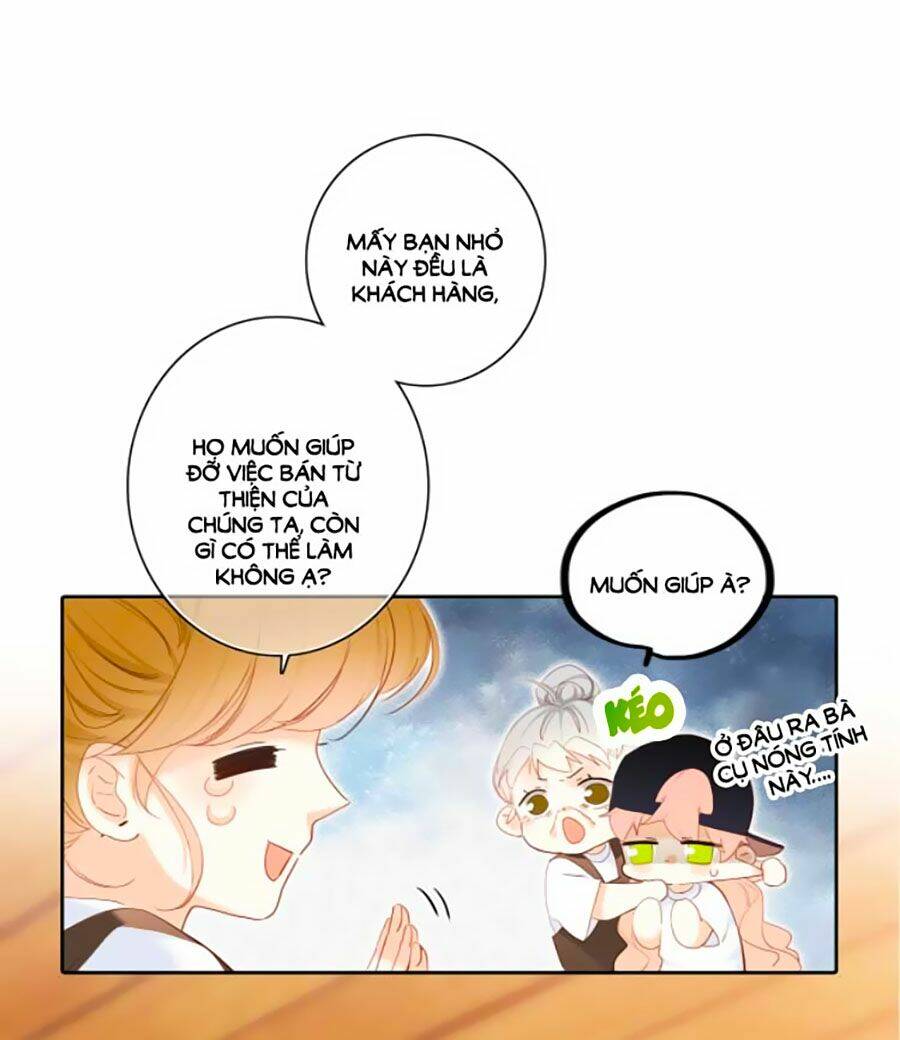 MẤY BẠN NHỎ
NÀY ĐỀU LÀ
KHÁCH HÀNG,
HỌ MUỐN GIÚP
ĐỠ VIỆC BÁN TỪ
THIỆN CỦA
CHÚNG TA, CÒN
GÌ CÓ THỂ LÀM
KHÔNG Ạ?
MUỐN GIÚP À?
KÉO
Ở ĐÂU RA BÀ
CỤ NÓNG TÍNH
NÀY....